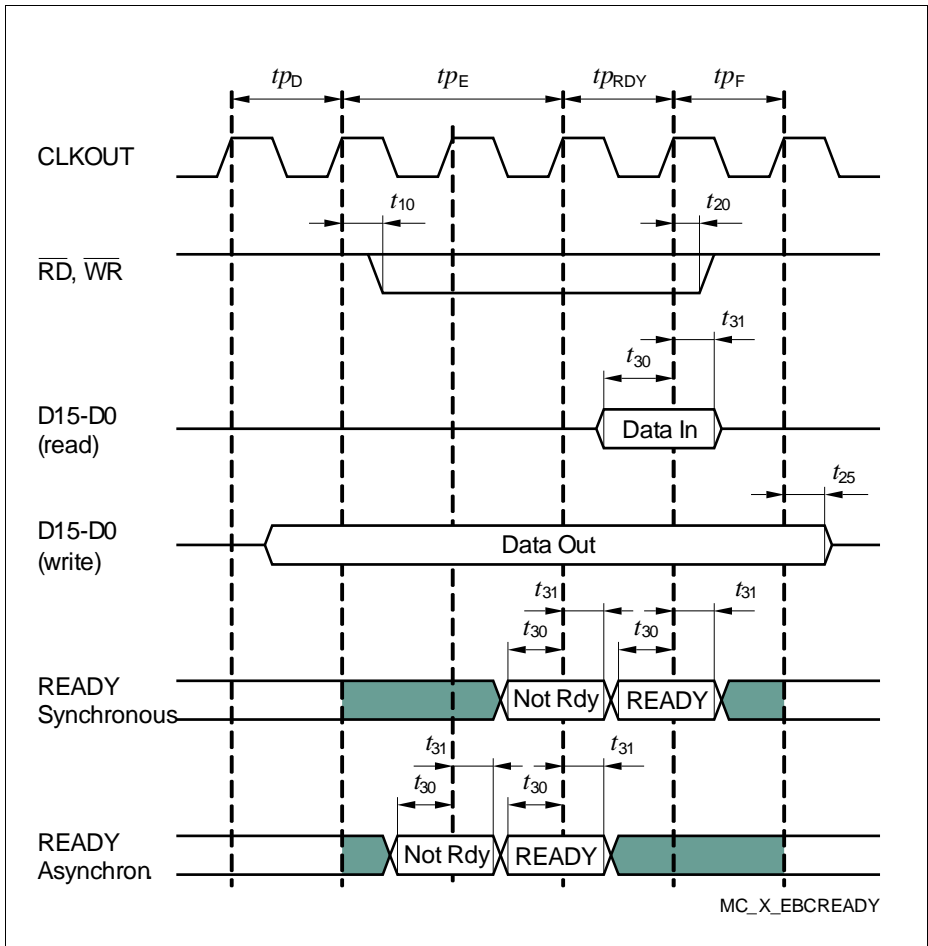 tpD tpE tpRDY tpF
CLKOUT
t10 t20
RD, WR
t31
t30
D15-D0
(read)
Data In
t25
D15-D0
(write)
Data Out
t31 t31
t30 t30
READY
Synchronous
Not Rdy READY
t31 t31
t30 t30
READY
Asynchron.
Not Rdy READY
MC_X_EBCREADY